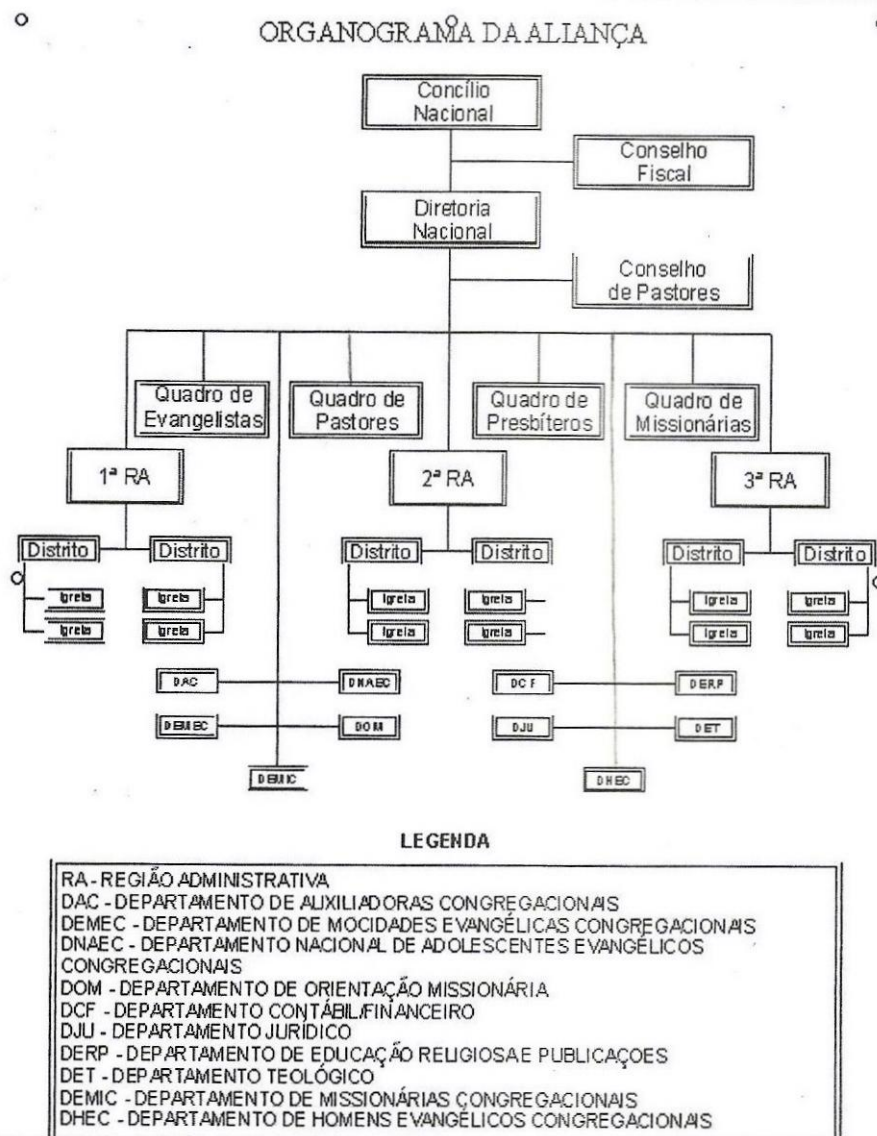 ORGANOGRAMA DA ALIANÇA
Concílio
Nacional
Conselho
Fiscal
Diretoria
Nacional
Conselho
de Pastores
Quadro de
Evangelistas
Quadro de
Pastores
Quadro de
Presbíteros
Quadro de
Missionárias
1ª RA
2ª RA
3ª RA
Distrito
Distrito
Distrito
Distrito
Distrito
Distrito
Igreja
Igreja
Igreja
Igreja
Igreja
Igreja
Igreja
Igreja
Igreja
Igreja
Igreja
Igreja
DAC
DNAEC
DCF
DERP
DEMEC
DOM
DJU
DET
DEMIC
DHEC
LEGENDA
RA - REGIÃO ADMINISTRATIVA
DAC - DEPARTAMENTO DE AUXILIADORAS CONGREGACIONAIS
DEMEC - DEPARTAMENTO DE MOCIDADES EVANGÉLICAS CONGREGACIONAIS
DNAEC - DEPARTAMENTO NACIONAL DE ADOLESCENTES EVANGÉLICOS
CONGREGACIONAIS
DOM - DEPARTAMENTO DE ORIENTAÇÃO MISSIONÁRIA
DCF - DEPARTAMENTO CONTÁBIL/FINANCEIRO
DJU - DEPARTAMENTO JURÍDICO
DERP - DEPARTAMENTO DE EDUCAÇÃO RELIGIOSA E PUBLICAÇOES
DET - DEPARTAMENTO TEOLÓGICO
DEMIC - DEPARTAMENTO DE MISSIONÁRIAS CONGREGACIONAIS
DHEC - DEPARTAMENTO DE HOMENS EVANGÉLICOS CONGREGACIONAIS